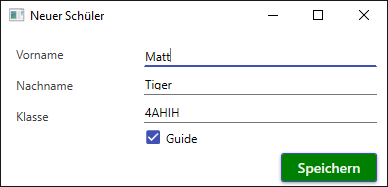 Neuer Schüler
Vorname Matt
Nachname Tiger
Klasse 4AHIH
Guide
Speichern